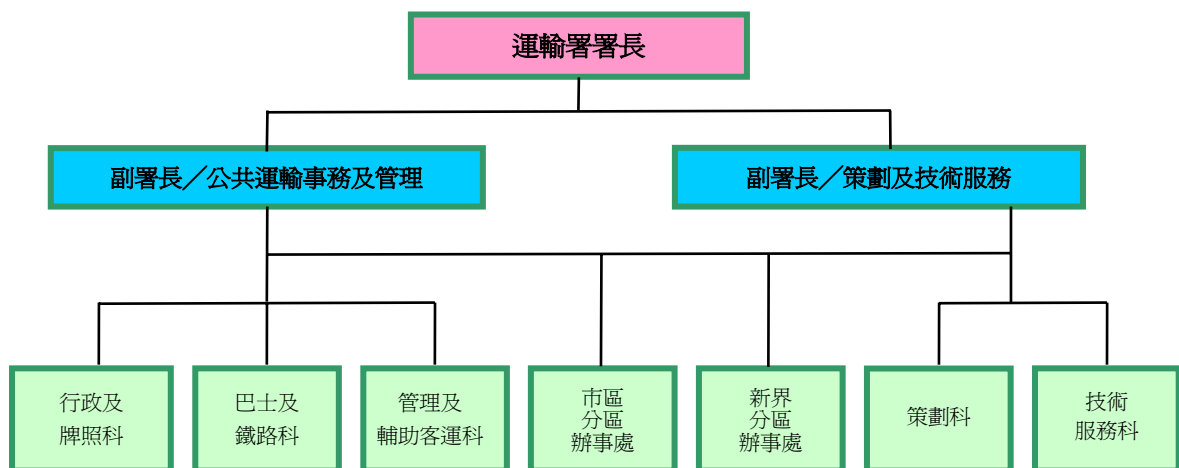 運輸署署長
副署長／公共運輸事務及管理
副署長／策劃及技術服務
行政及
牌照科
巴士及
鐵路科
管理及
輔助客運科
市區
分區
辦事處
新界
分區
辦事處
策劃科
技術
服務科